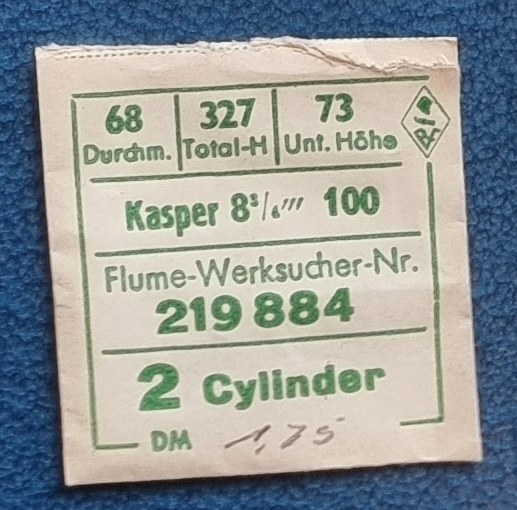 68 327 73
Durchm. Total-H Unt. Höhe
Kasper 8³/₄''' 100
Flume-Werksucher-Nr.
219 884
2 Cylinder
DM 1,75